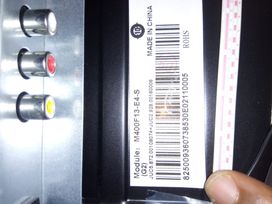 Module: M400F13-E4-S
(G2)
MADE IN CHINA
ROHS
825009360738530E02110005